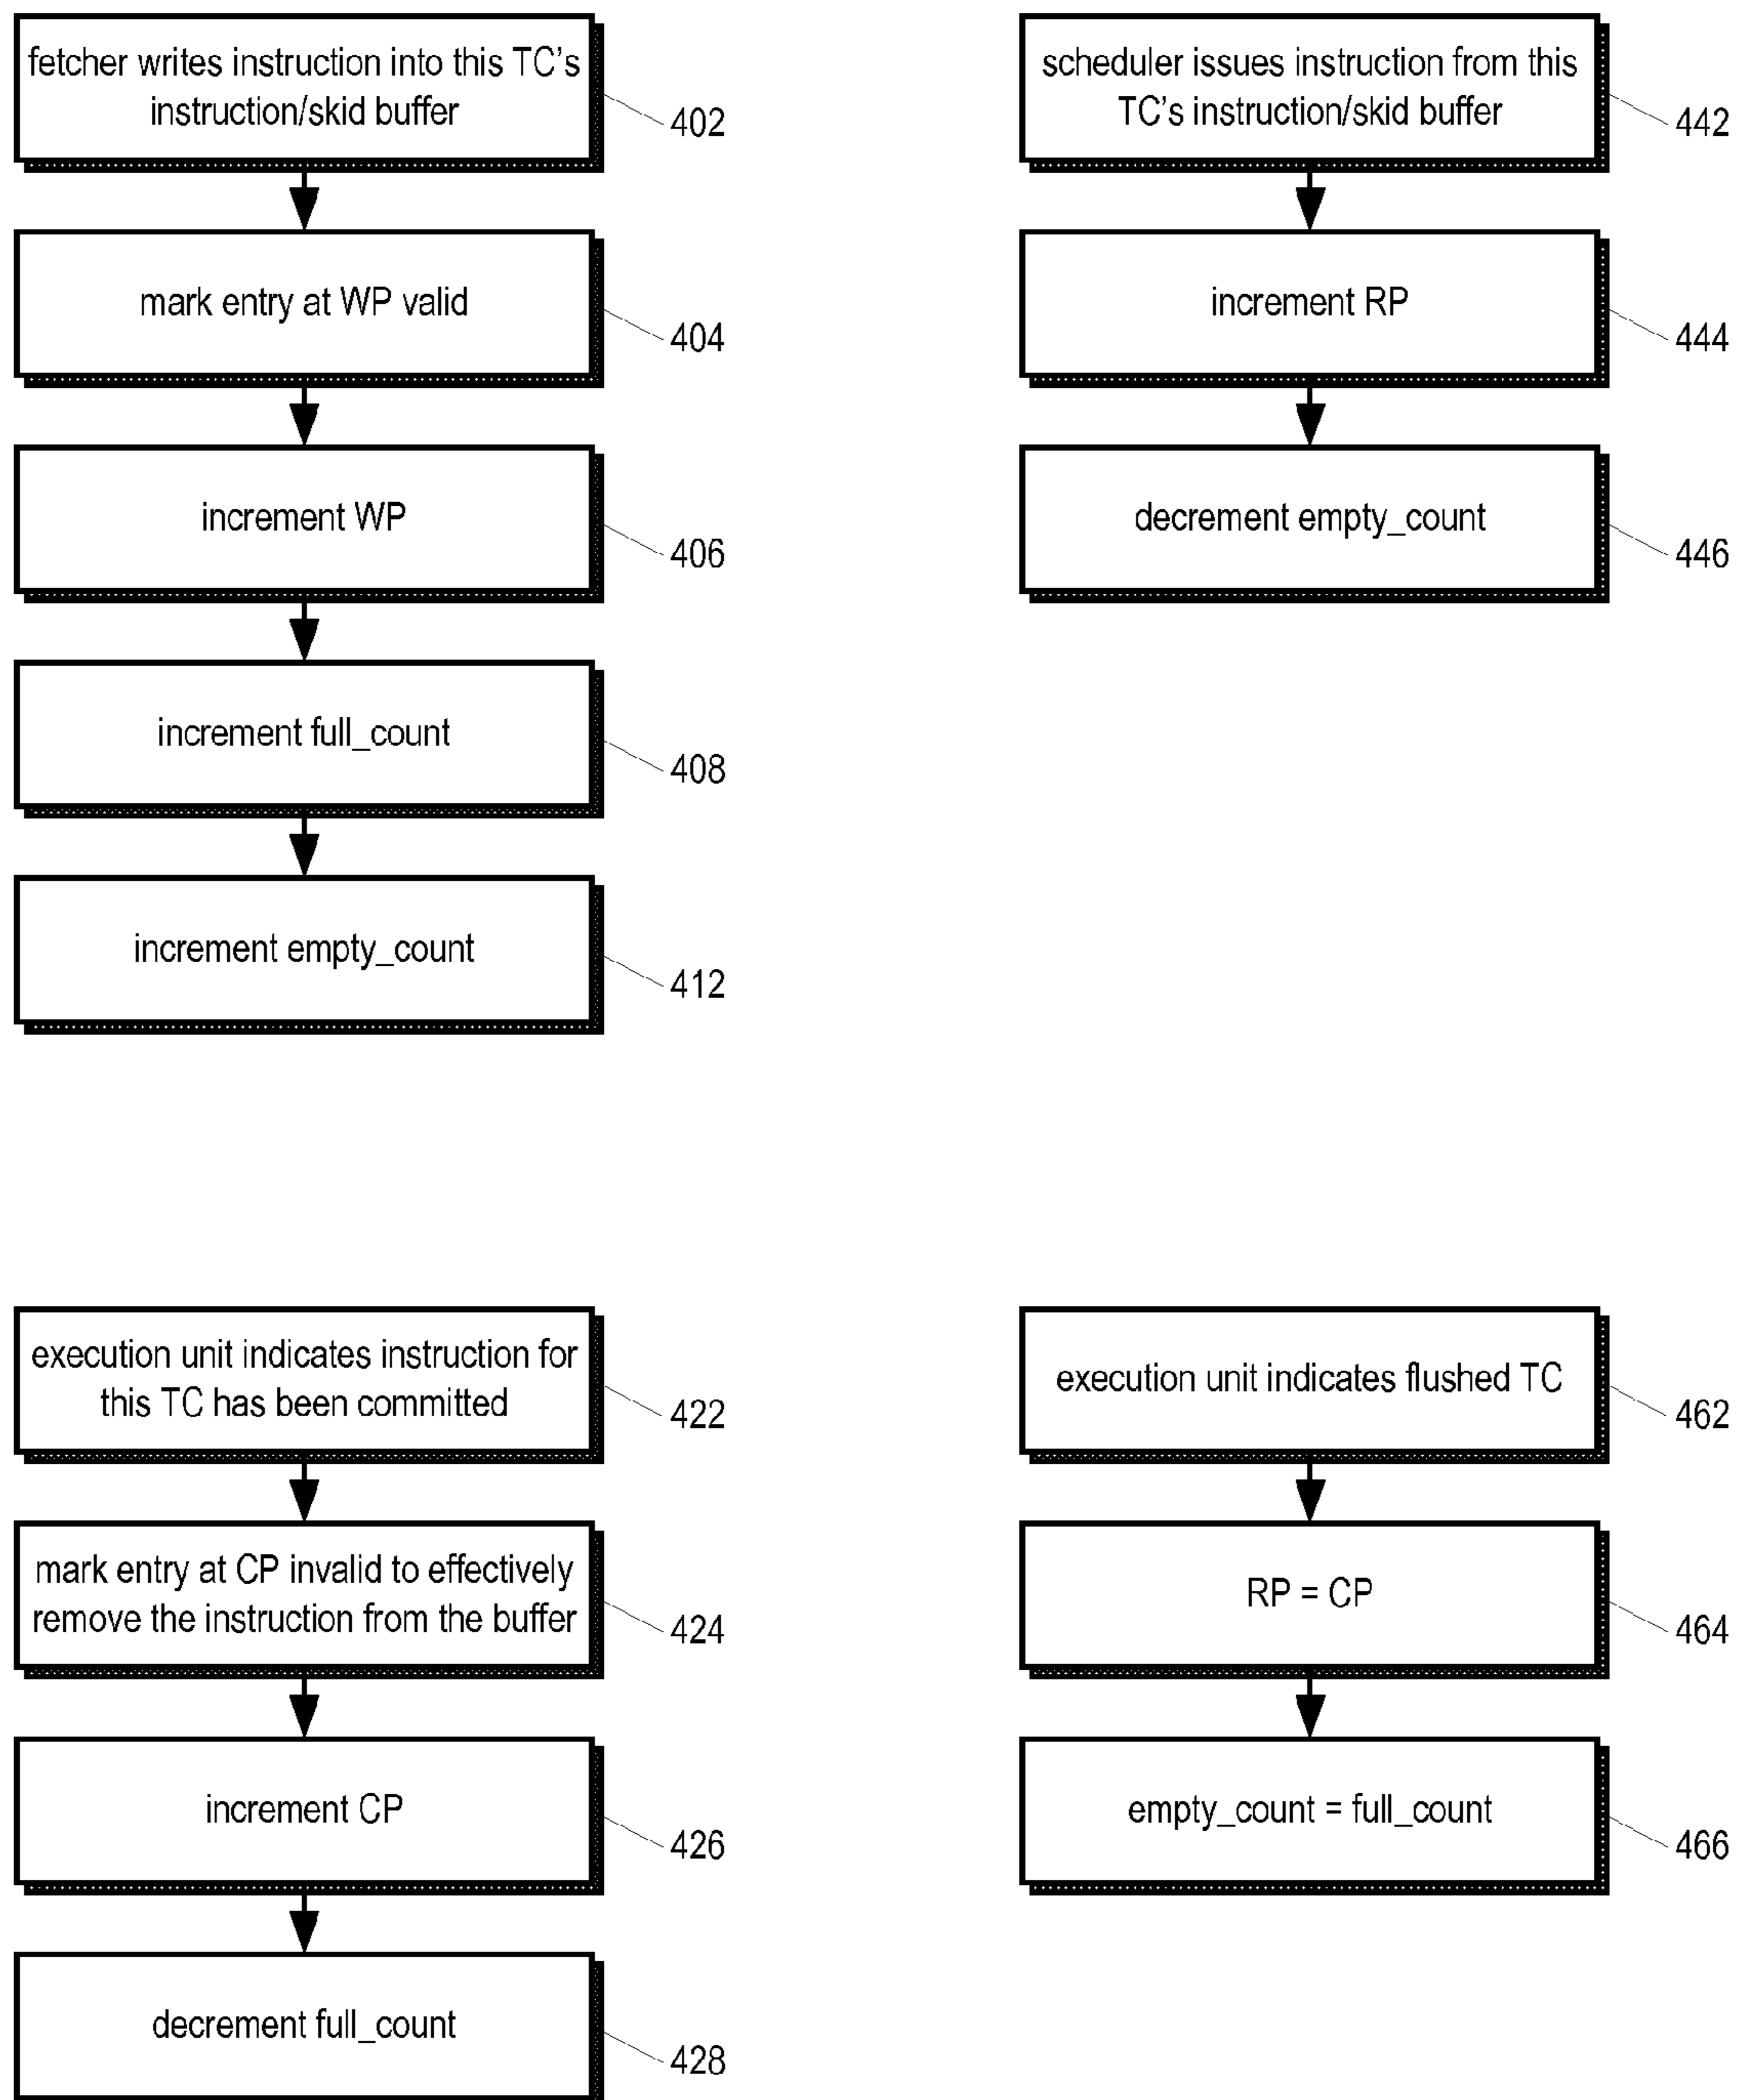 fetcher writes instruction into this TC's
instruction/skid buffer
402
mark entry at WP valid
404
increment WP
406
increment full_count
408
increment empty_count
412
scheduler issues instruction from this
TC's instruction/skid buffer
442
increment RP
444
decrement empty_count
446
execution unit indicates instruction for
this TC has been committed
422
mark entry at CP invalid to effectively
remove the instruction from the buffer
424
increment CP
426
decrement full_count
428
execution unit indicates flushed TC
462
RP = CP
464
empty_count = full_count
466